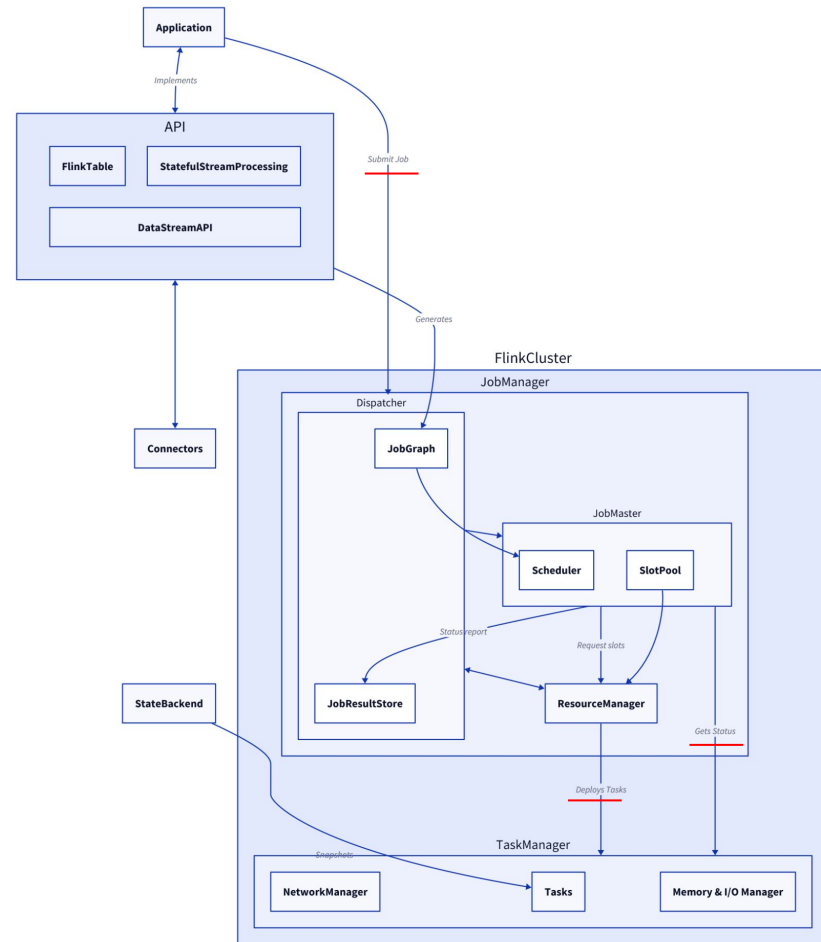 Application
Implements
API
FlinkTable
StatefulStreamProcessing
Submit Job
DataStreamAPI
Generates
FlinkCluster
JobManager
Dispatcher
Connectors
JobGraph
JobMaster
Scheduler
SlotPool
Status report
Request slots
StateBackend
JobResultStore
ResourceManager
Gets Status
Deploys Tasks
TaskManager
Snapshots
NetworkManager
Tasks
Memory & I/O Manager